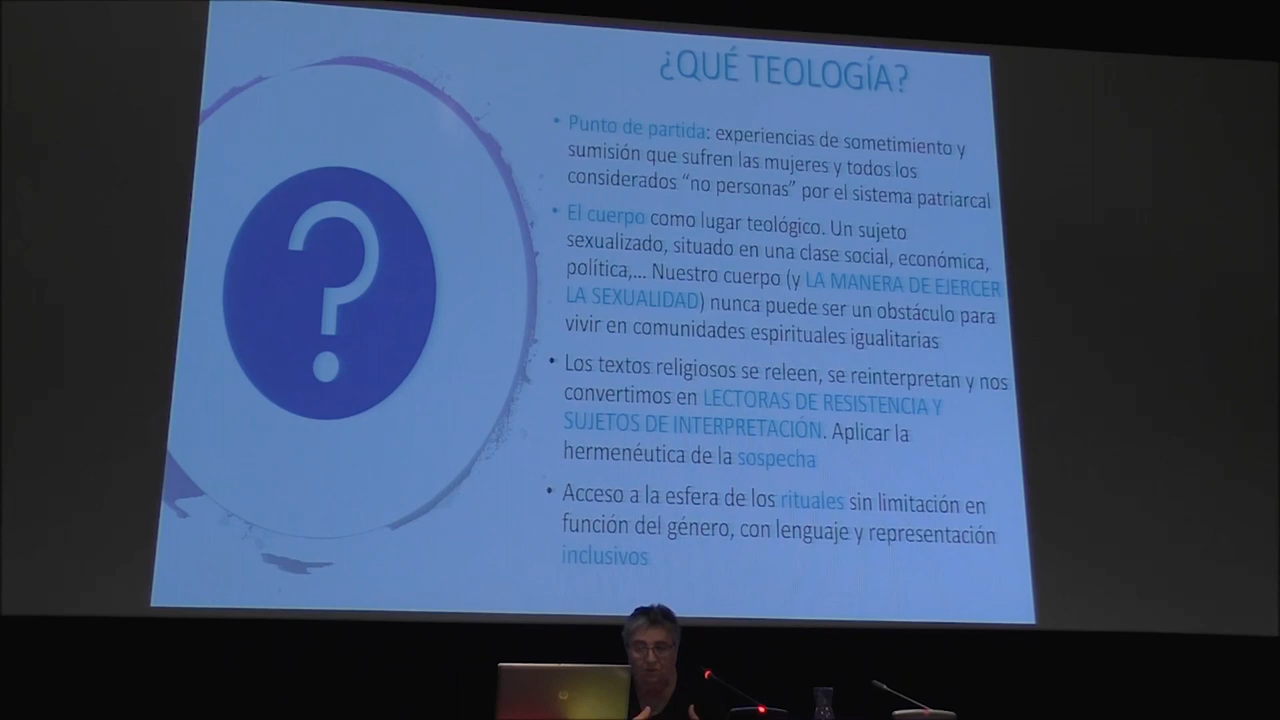 ¿QUÉ TEOLOGÍA?
• Punto de partida: experiencias de sometimiento y
sumisión que sufren las mujeres y todos los
considerados “no personas” por el sistema patriarcal
• El cuerpo como lugar teológico. Un sujeto
sexualizado, situado en una clase social, económica,
política,... Nuestro cuerpo (y LA MANERA DE EJERCER
LA SEXUALIDAD) nunca puede ser un obstáculo para
vivir en comunidades espirituales igualitarias
• Los textos religiosos se releen, se reinterpretan y nos
convertimos en LECTORAS DE RESISTENCIA Y
SUJETOS DE INTERPRETACIÓN. Aplicar la
hermenéutica de la sospecha
• Acceso a la esfera de los rituales sin limitación en
función del género, con lenguaje y representación
inclusivos